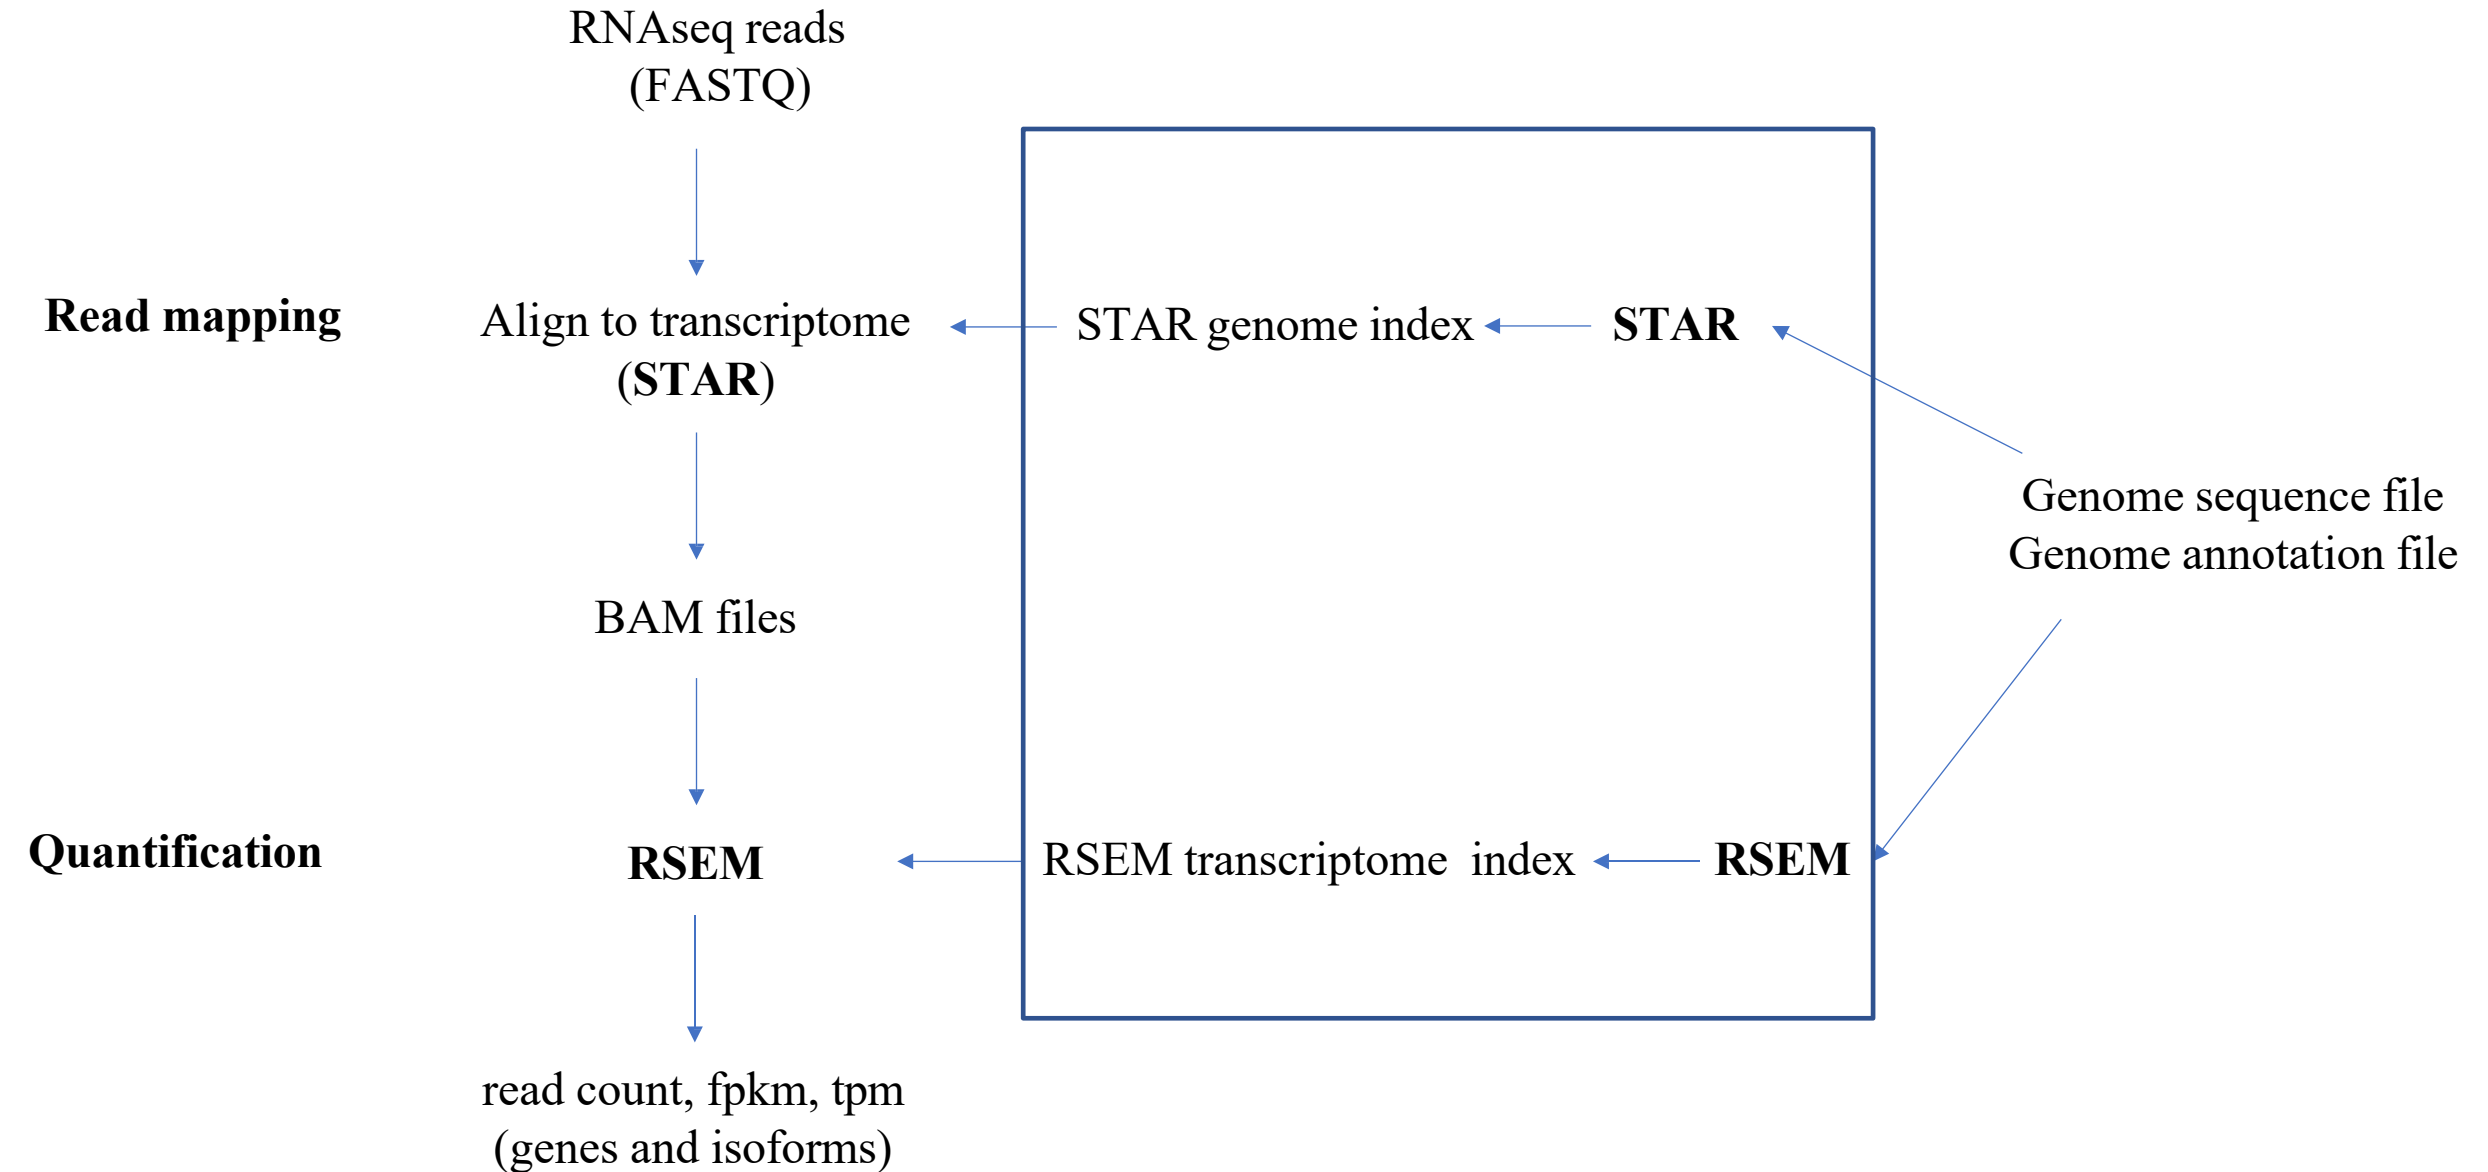 RNAseq reads
(FASTQ)
Read mapping
Align to transcriptome
(STAR)
STAR genome index
STAR
Genome sequence file
Genome annotation file
BAM files
Quantification
RSEM
RSEM transcriptome index
RSEM
read count, fpkm, tpm
(genes and isoforms)